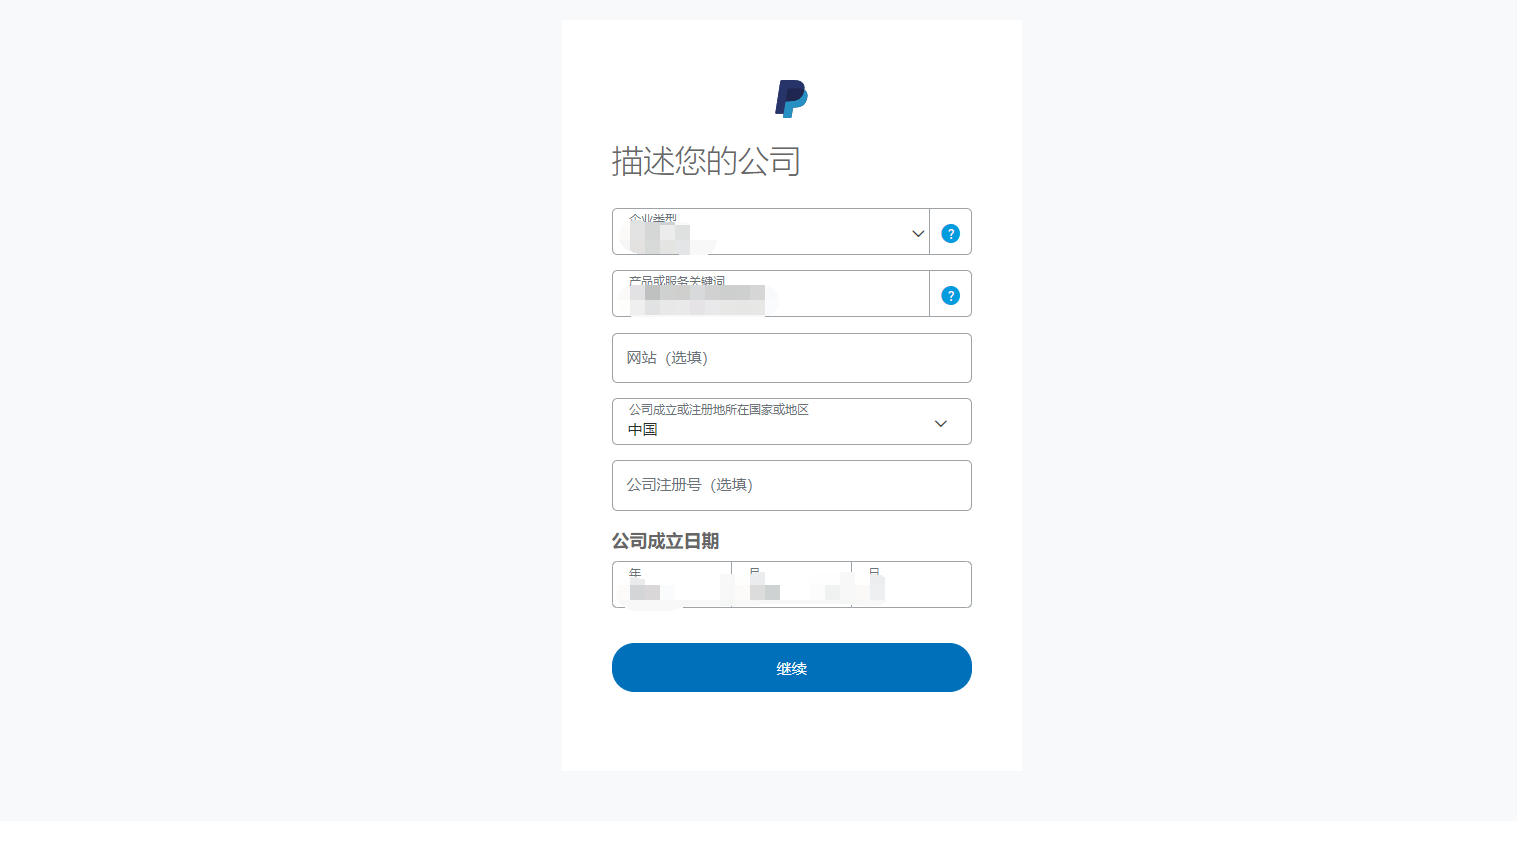 描述您的公司
企业类型
?
产品或服务关键词
?
网站（选填）
公司成立或注册地所在国家或地区
中国
公司注册号（选填）
公司成立日期
年 月 日
继续